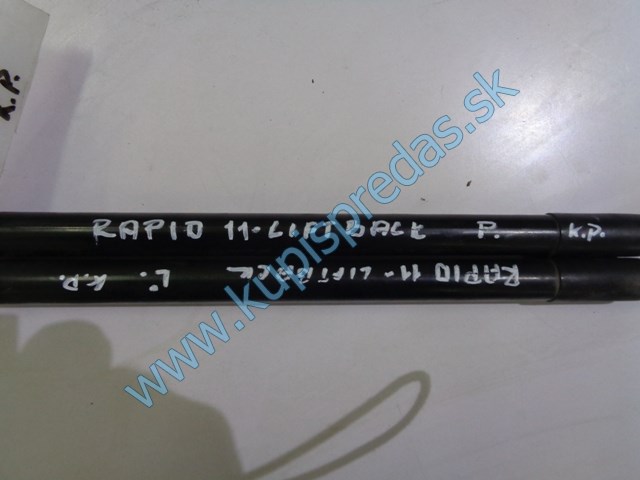 K.P.
RAPID 11-LIFTBACK P. K.P.
RAPID 11-LIFTBACK Ľ. K.P.
www.kupispredas.sk